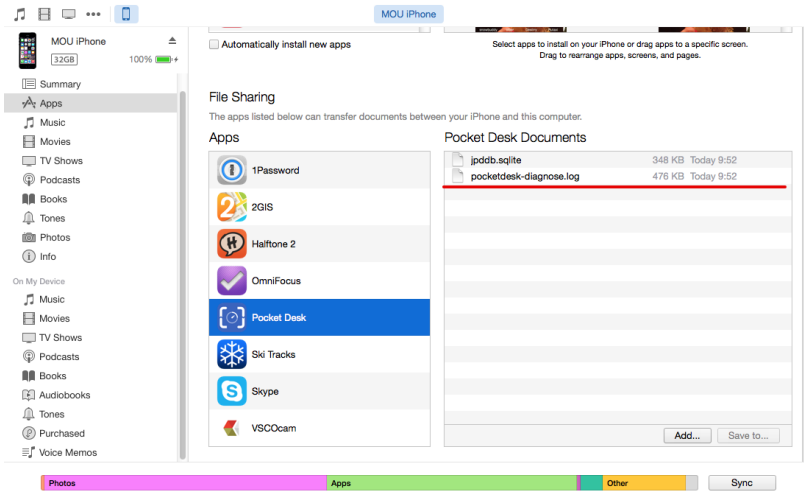 MOU iPhone
MOU iPhone
32GB
100%
Automatically install new apps
Select apps to install on your iPhone or drag apps to a specific screen.
Drag to rearrange apps, screens, and pages.
Summary
Apps
Music
Movies
TV Shows
Podcasts
Books
Tones
Photos
Info
On My Device
Music
Movies
TV Shows
Podcasts
Books
Audiobooks
Tones
Purchased
Voice Memos
File Sharing
The apps listed below can transfer documents between your iPhone and this computer.
Apps
1Password
2GIS
Halftone 2
OmniFocus
Pocket Desk
Ski Tracks
Skype
VSCOcam
Pocket Desk Documents
jpddb.sqlite 348 KB Today 9:52
pocketdesk-diagnose.log 476 KB Today 9:52
Add... Save to...
Photos Apps Other Sync